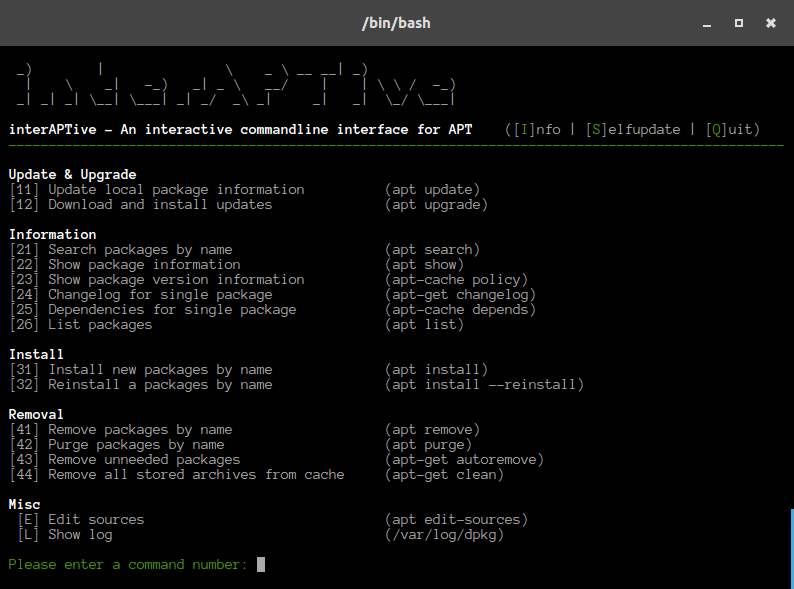 /bin/bash
interAPTive
interAPTive - An interactive commandline interface for APT ([I]nfo | [S]elfupdate | [Q]uit)
Update & Upgrade
[11] Update local package information (apt update)
[12] Download and install updates (apt upgrade)
Information
[21] Search packages by name (apt search)
[22] Show package information (apt show)
[23] Show package version information (apt-cache policy)
[24] Changelog for single package (apt-get changelog)
[25] Dependencies for single package (apt-cache depends)
[26] List packages (apt list)
Install
[31] Install new packages by name (apt install)
[32] Reinstall a packages by name (apt install --reinstall)
Removal
[41] Remove packages by name (apt remove)
[42] Purge packages by name (apt purge)
[43] Remove unneeded packages (apt-get autoremove)
[44] Remove all stored archives from cache (apt-get clean)
Misc
[E] Edit sources (apt edit-sources)
[L] Show log (/var/log/dpkg)
Please enter a command number: